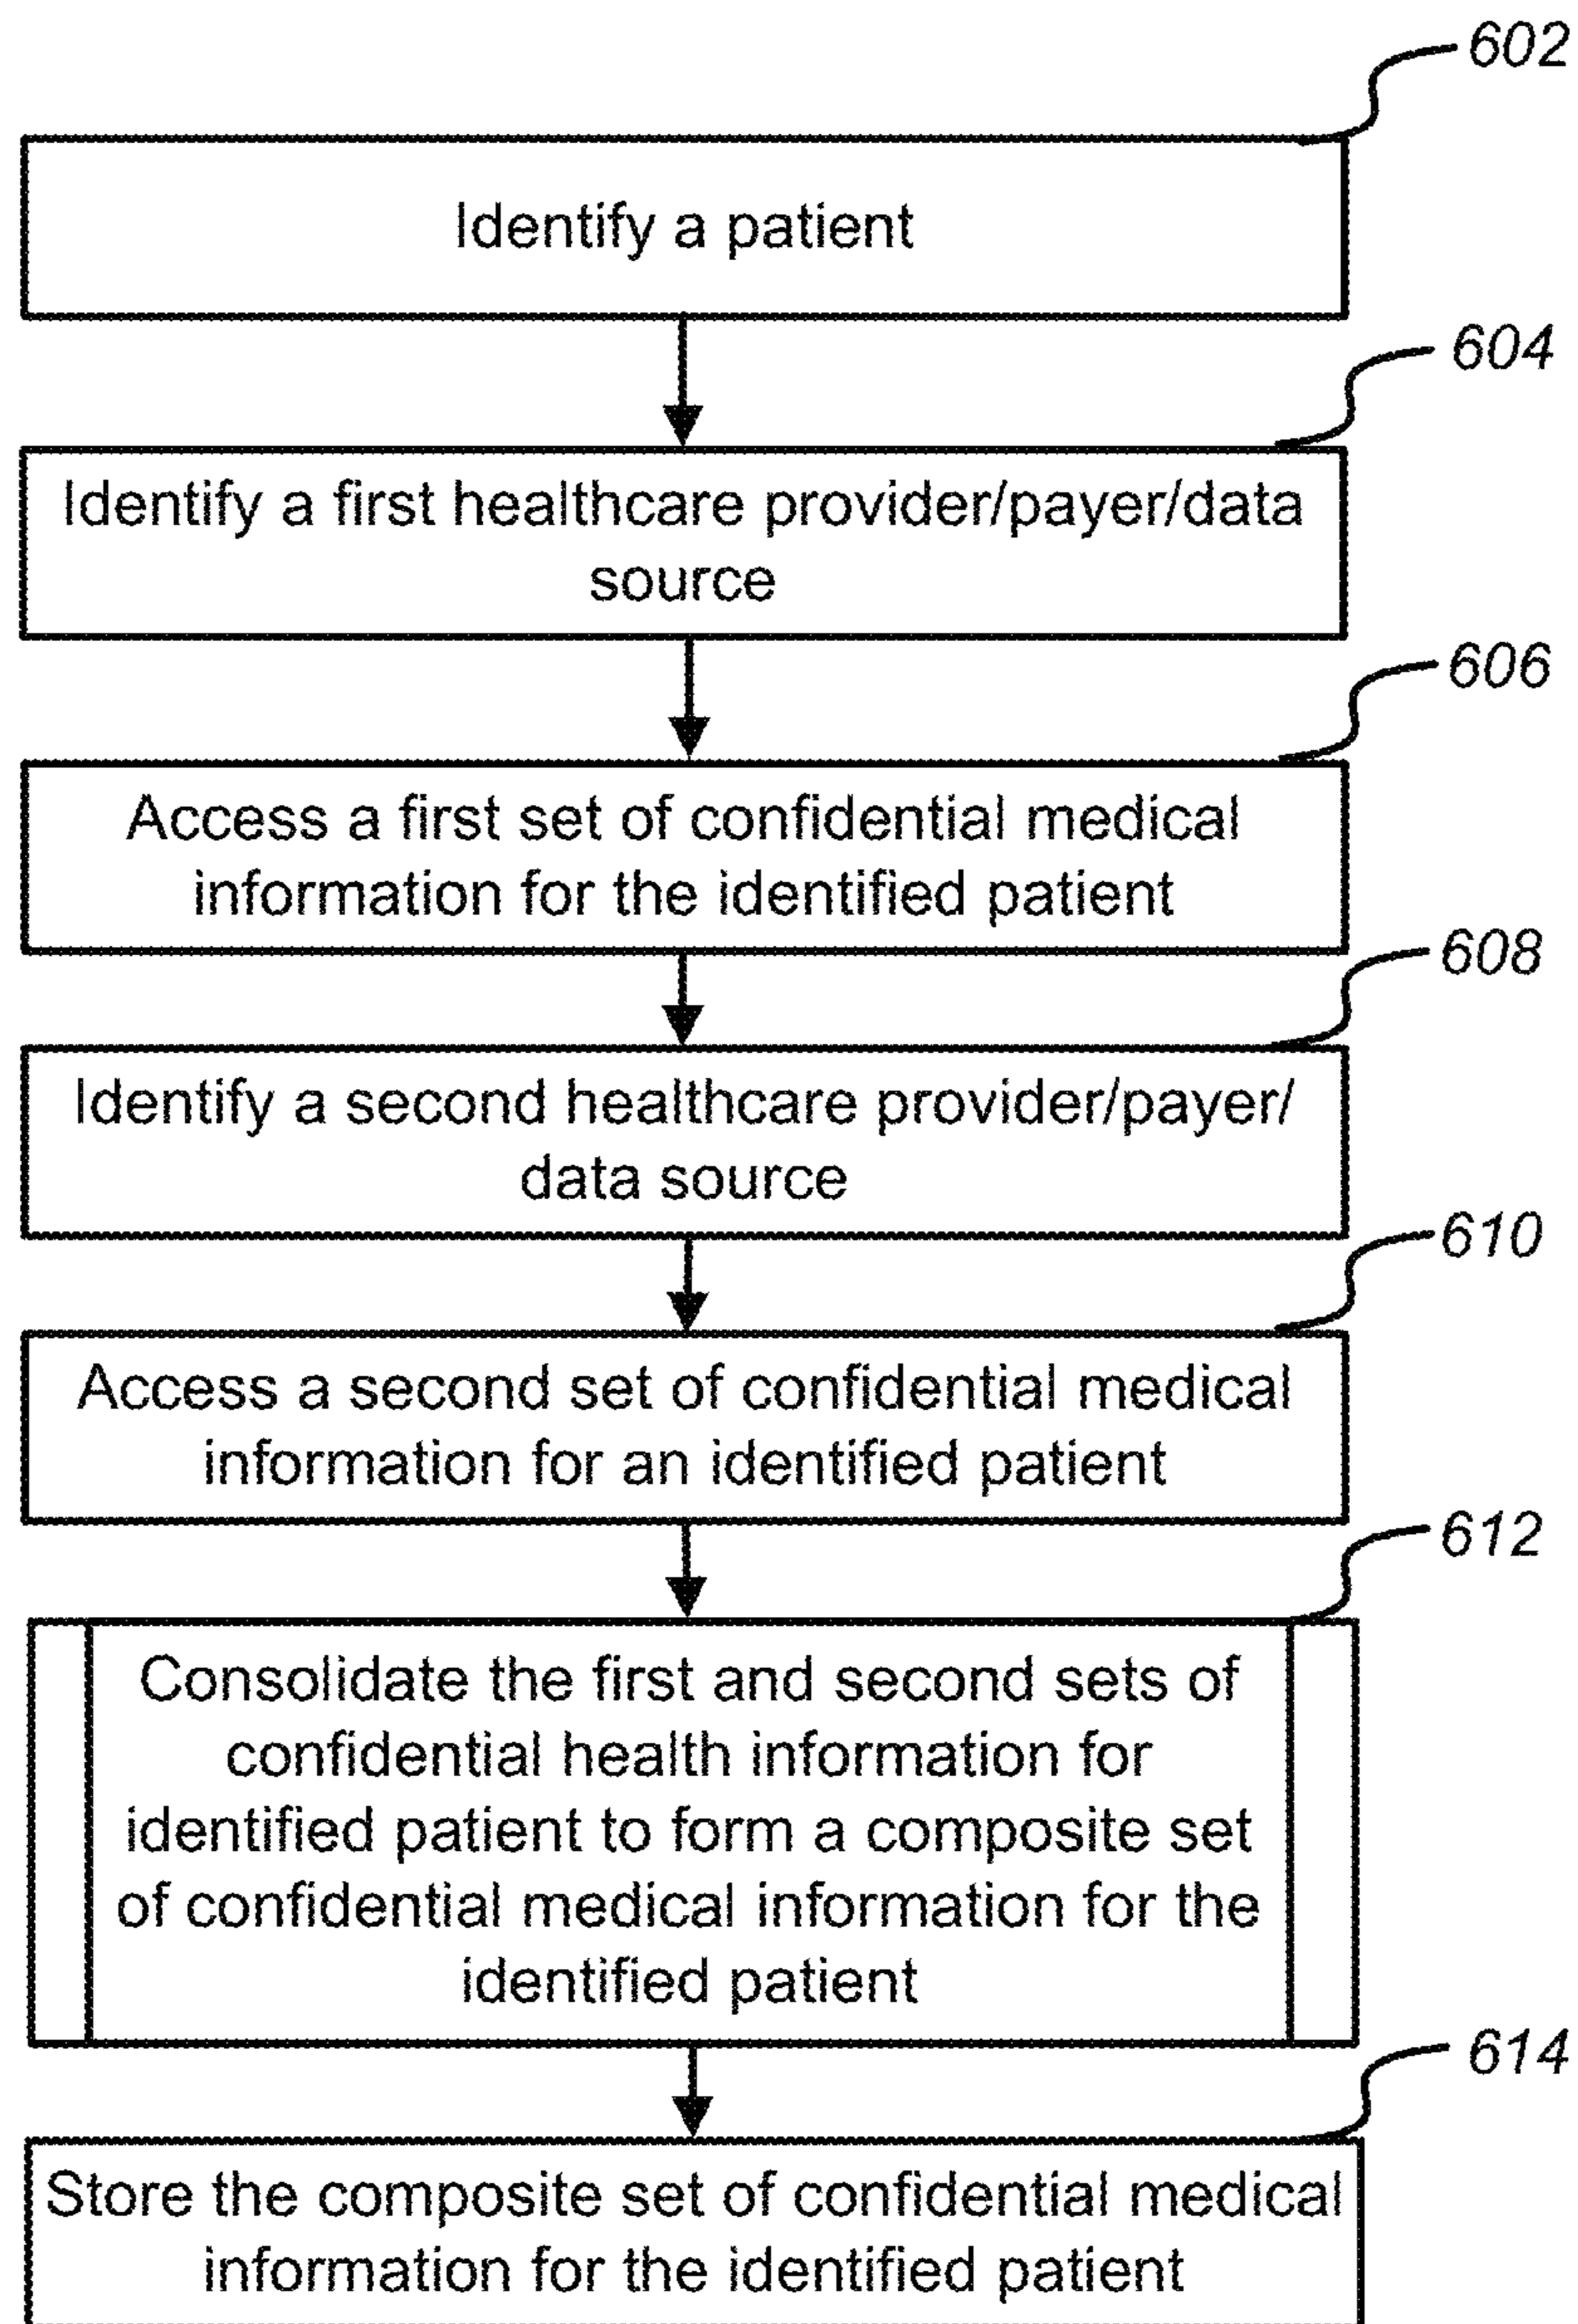 602
Identify a patient
604
Identify a first healthcare provider/payer/data
source
606
Access a first set of confidential medical
information for the identified patient
608
Identify a second healthcare provider/payer/
data source
610
Access a second set of confidential medical
information for an identified patient
612
Consolidate the first and second sets of
confidential health information for
identified patient to form a composite set
of confidential medical information for the
identified patient
614
Store the composite set of confidential medical
information for the identified patient